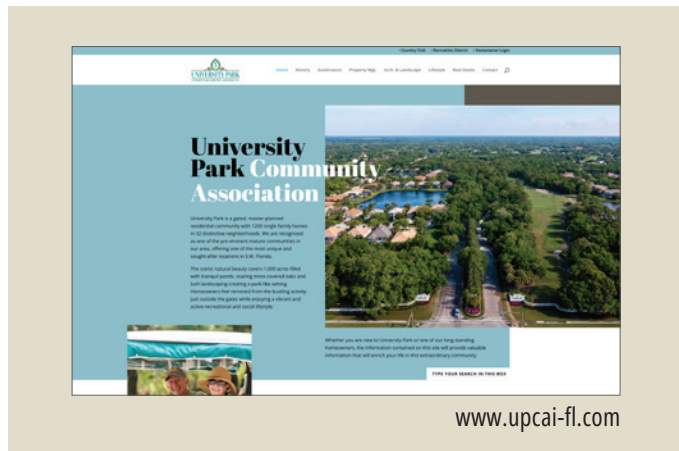 Country Club
Recreation District
Homeowner Login
UNIVERSITY PARK
Home
History
Governance
Property Mgt
Arch. & Landscape
Lifestyle
Real Estate
Contact
University
Park Community
Association
University Park is a gated, master-planned
residential community with 1200 single family homes
in 32 distinctive neighborhoods. We are recognized
as one of the pre-eminent mature communities in
our area, offering one of the most unique and
sought after locations in S.W. Florida.
The scenic natural beauty covers 1,000 acres filled
with tranquil ponds, soaring moss-covered oaks and
lush landscaping creating a park-like setting.
Homeowners feel removed from the bustling activity
just outside the gates while enjoying a vibrant and
active recreational and social lifestyle.
Whether you are new to University Park or one of our long-standing
homeowners, the information contained on this site will provide valuable
information that will enrich your life in this extraordinary community.
TYPE YOUR SEARCH IN THIS BOX
www.upcai-fl.com